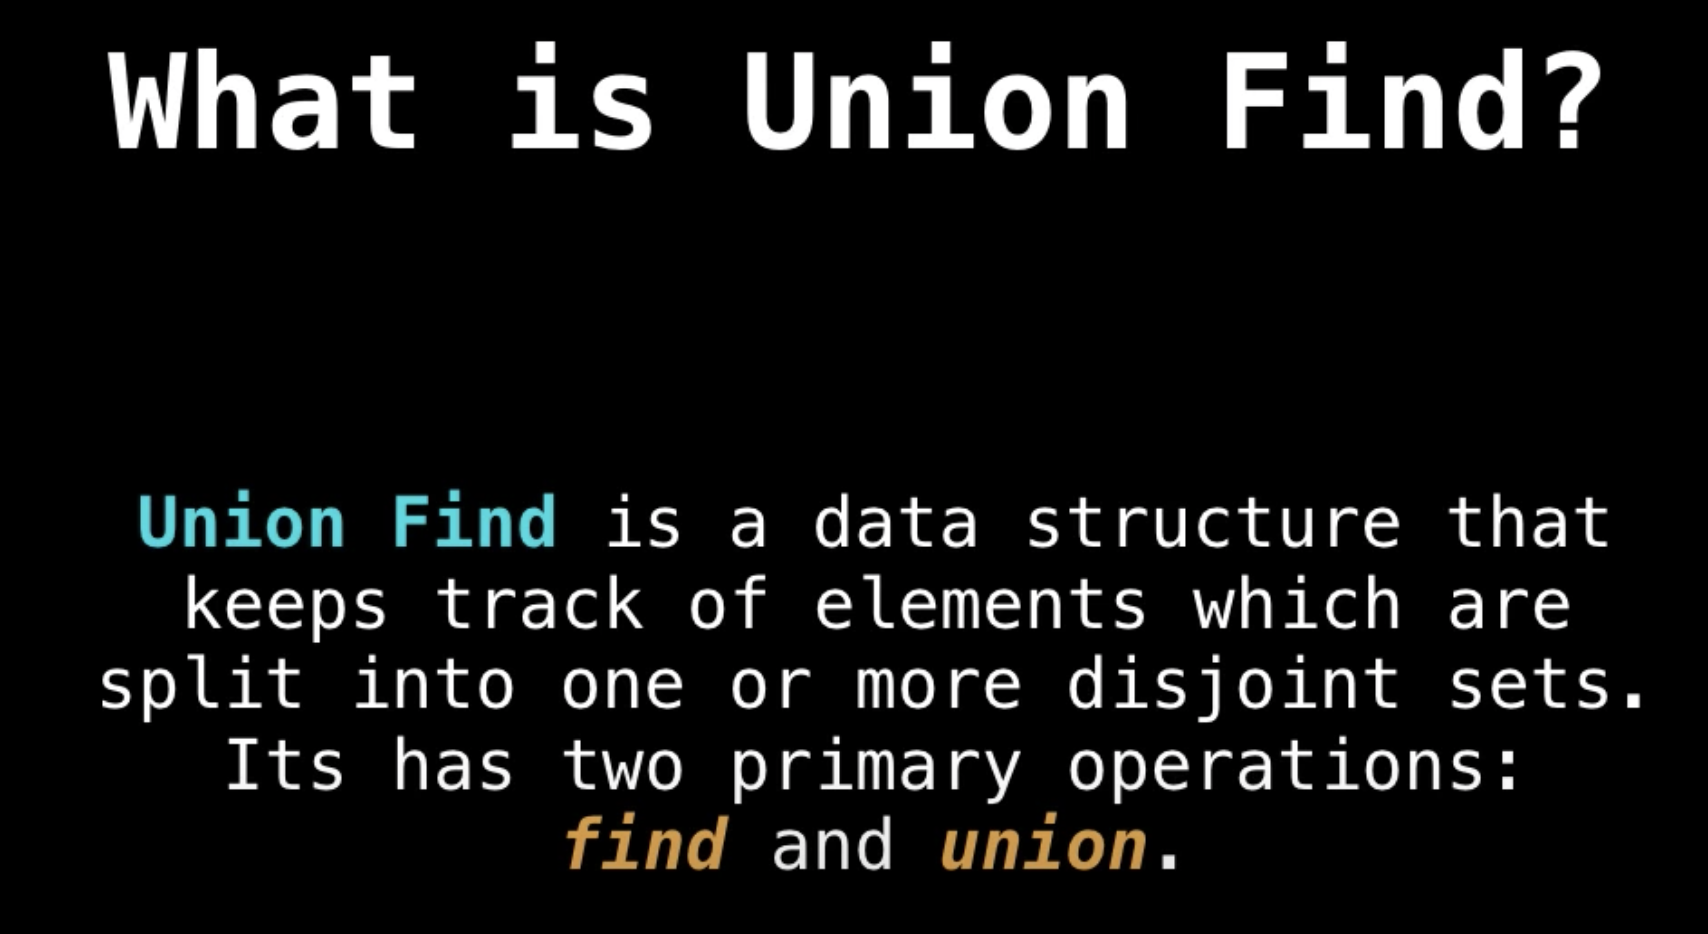 What is Union Find?
Union Find is a data structure that
keeps track of elements which are
split into one or more disjoint sets.
Its has two primary operations:
find and union.